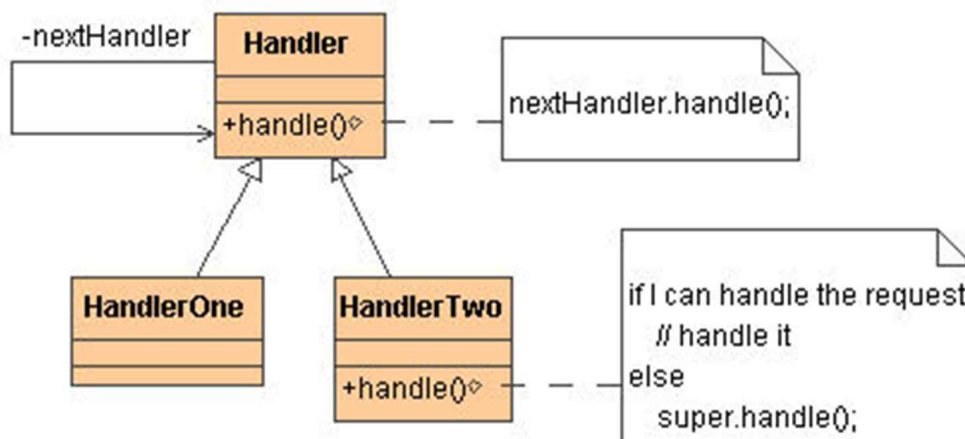 -nextHandler
Handler
+handle()
nextHandler.handle();
HandlerOne
HandlerTwo
+handle()
if I can handle the request
// handle it
else
super.handle();